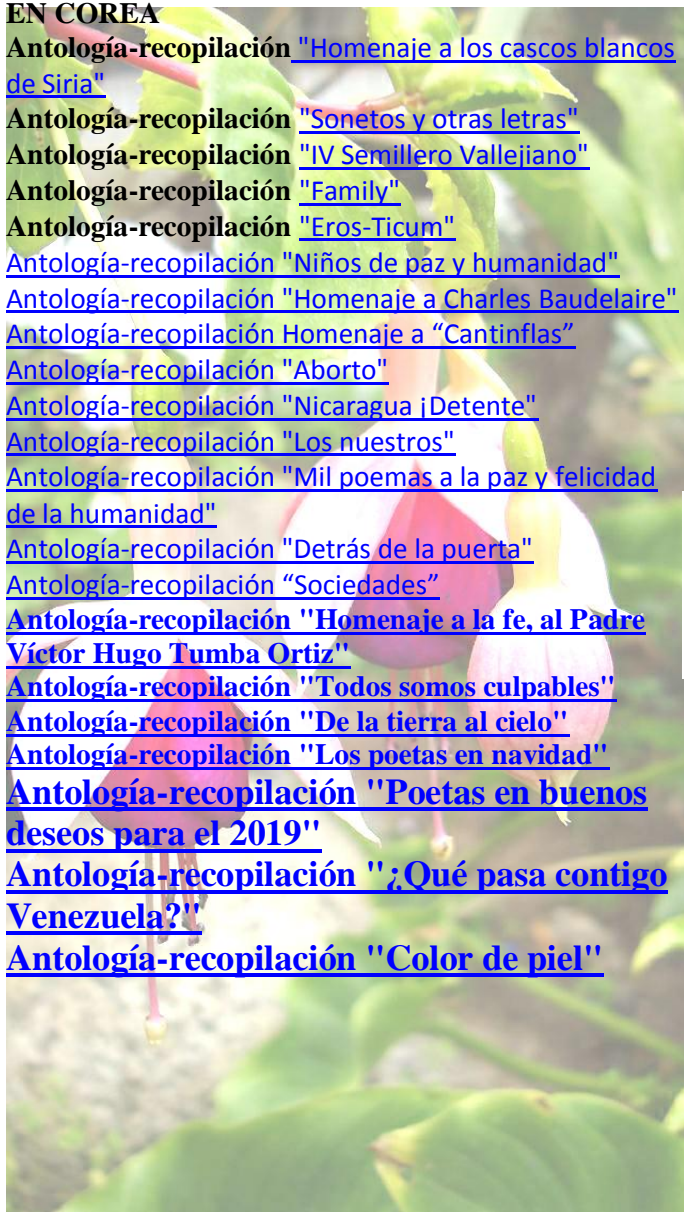 EN COREA
Antología-recopilación "Homenaje a los cascos blancos
de Siria"
Antología-recopilación "Sonetos y otras letras"
Antología-recopilación "IV Semillero Vallejiano"
Antología-recopilación "Family"
Antología-recopilación "Eros-Ticum"
Antología-recopilación "Niños de paz y humanidad"
Antología-recopilación "Homenaje a Charles Baudelaire"
Antología-recopilación Homenaje a “Cantinflas”
Antología-recopilación "Aborto"
Antología-recopilación "Nicaragua ¡Detente"
Antología-recopilación "Los nuestros"
Antología-recopilación "Mil poemas a la paz y felicidad
de la humanidad"
Antología-recopilación "Detrás de la puerta"
Antología-recopilación “Sociedades”
Antología-recopilación "Homenaje a la fe, al Padre
Víctor Hugo Tumba Ortiz"
Antología-recopilación "Todos somos culpables"
Antología-recopilación "De la tierra al cielo"
Antología-recopilación "Los poetas en navidad"
Antología-recopilación "Poetas en buenos
deseos para el 2019"
Antología-recopilación "¿Qué pasa contigo
Venezuela?"
Antología-recopilación "Color de piel"